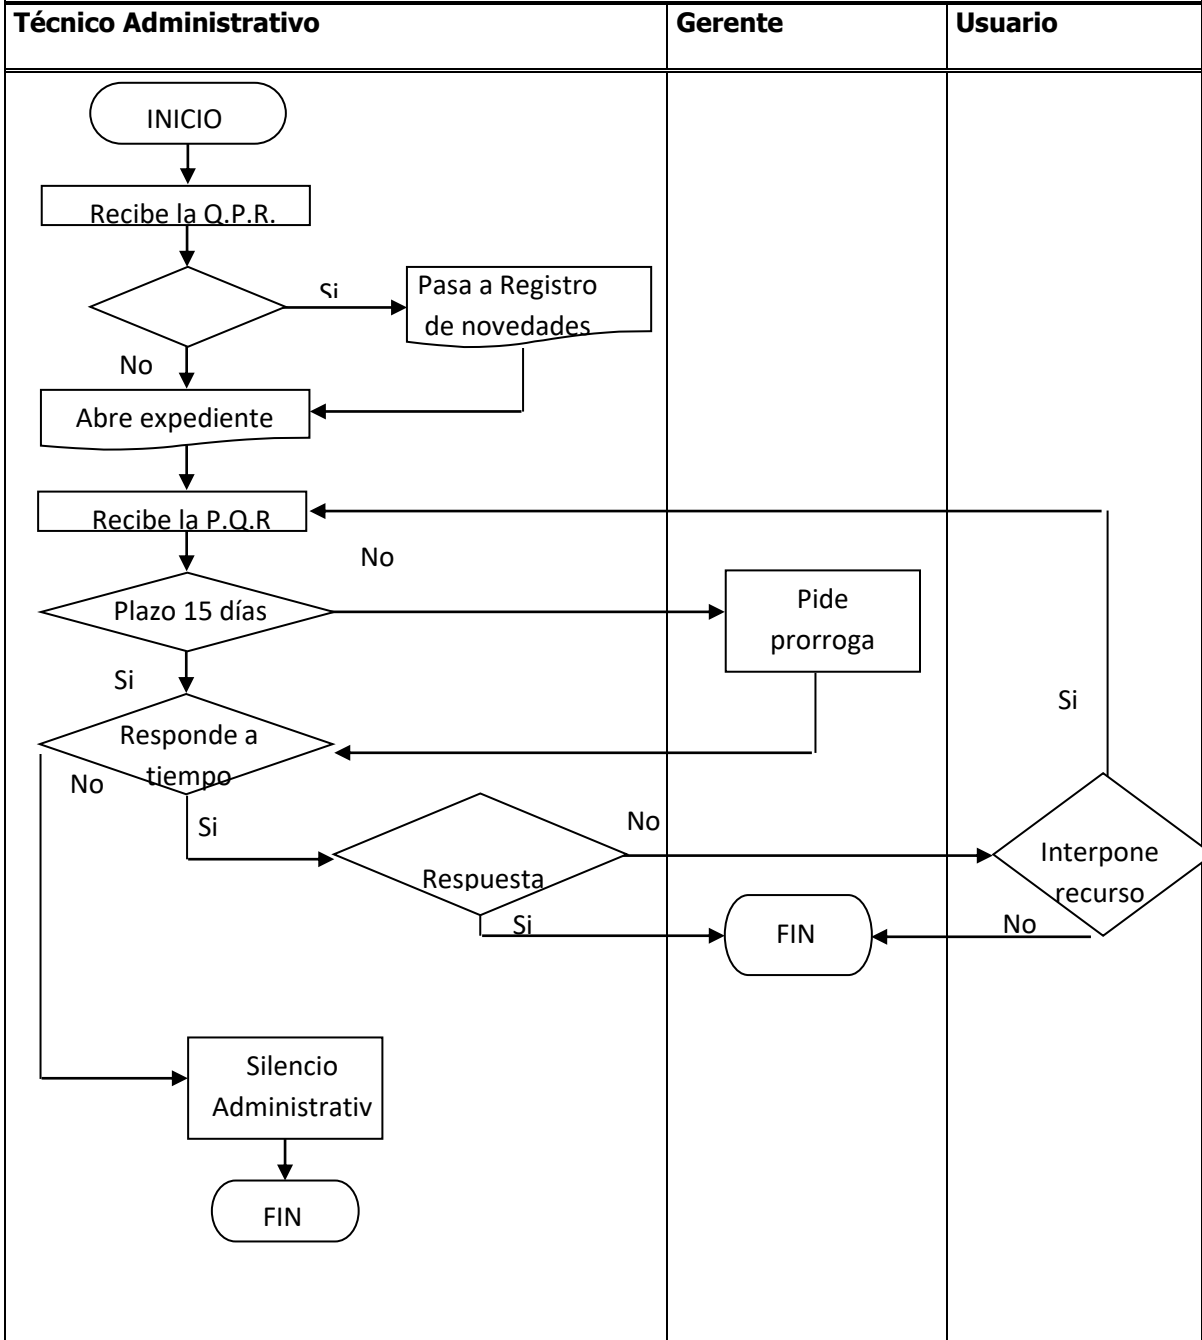 Técnico Administrativo
Gerente
Usuario
INICIO
Recibe la Q.P.R.
Si
Pasa a Registro
de novedades
No
Abre expediente
Recibe la P.Q.R
No
Plazo 15 días
Pide
prorroga
Si
Si
Responde a
tiempo
No
Si
No
Respuesta
Interpone
recurso
Si
FIN
No
Silencio
Administrativ
FIN